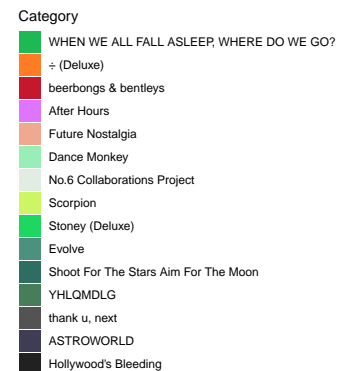 Category
WHEN WE ALL FALL ASLEEP, WHERE DO WE GO?
÷ (Deluxe)
beerbongs & bentleys
After Hours
Future Nostalgia
Dance Monkey
No.6 Collaborations Project
Scorpion
Stoney (Deluxe)
Evolve
Shoot For The Stars Aim For The Moon
YHLQMDLG
thank u, next
ASTROWORLD
Hollywood's Bleeding